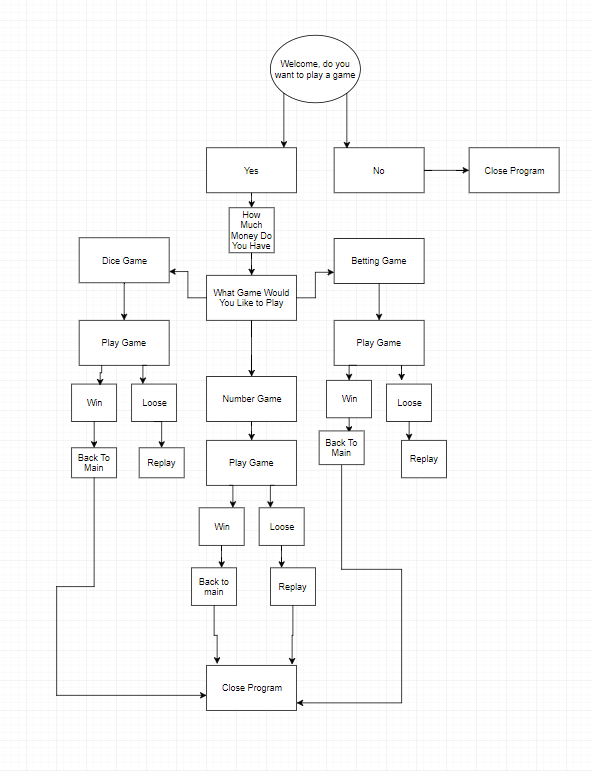 Welcome, do you
want to play a game
Yes
No
Close Program
How
Much
Money Do
You Have
Dice Game
Betting Game
What Game Would
You Like to Play
Play Game
Play Game
Number Game
Win
Loose
Win
Loose
Back To
Main
Replay
Play Game
Back To
Main
Replay
Win
Loose
Back to
main
Replay
Close Program